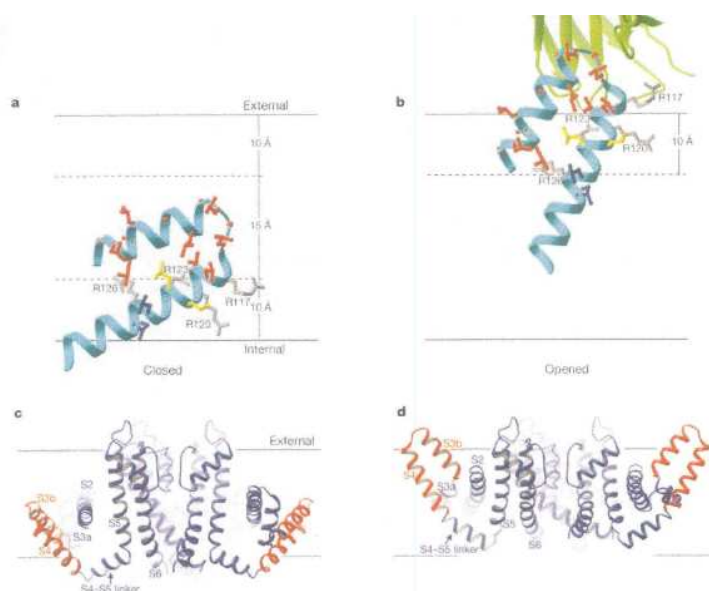 a
External
10 Å
15 Å
R126
R123
R117
R120
10 Å
Internal
Closed
b
R117
R123
R120
10 Å
R126
Opened
c
External
S2
S3b
S3a
S5
S4
S6
S4–S5 linker
d
S3b
S2
S4
S3a
S5
S6
S4–S5 linker